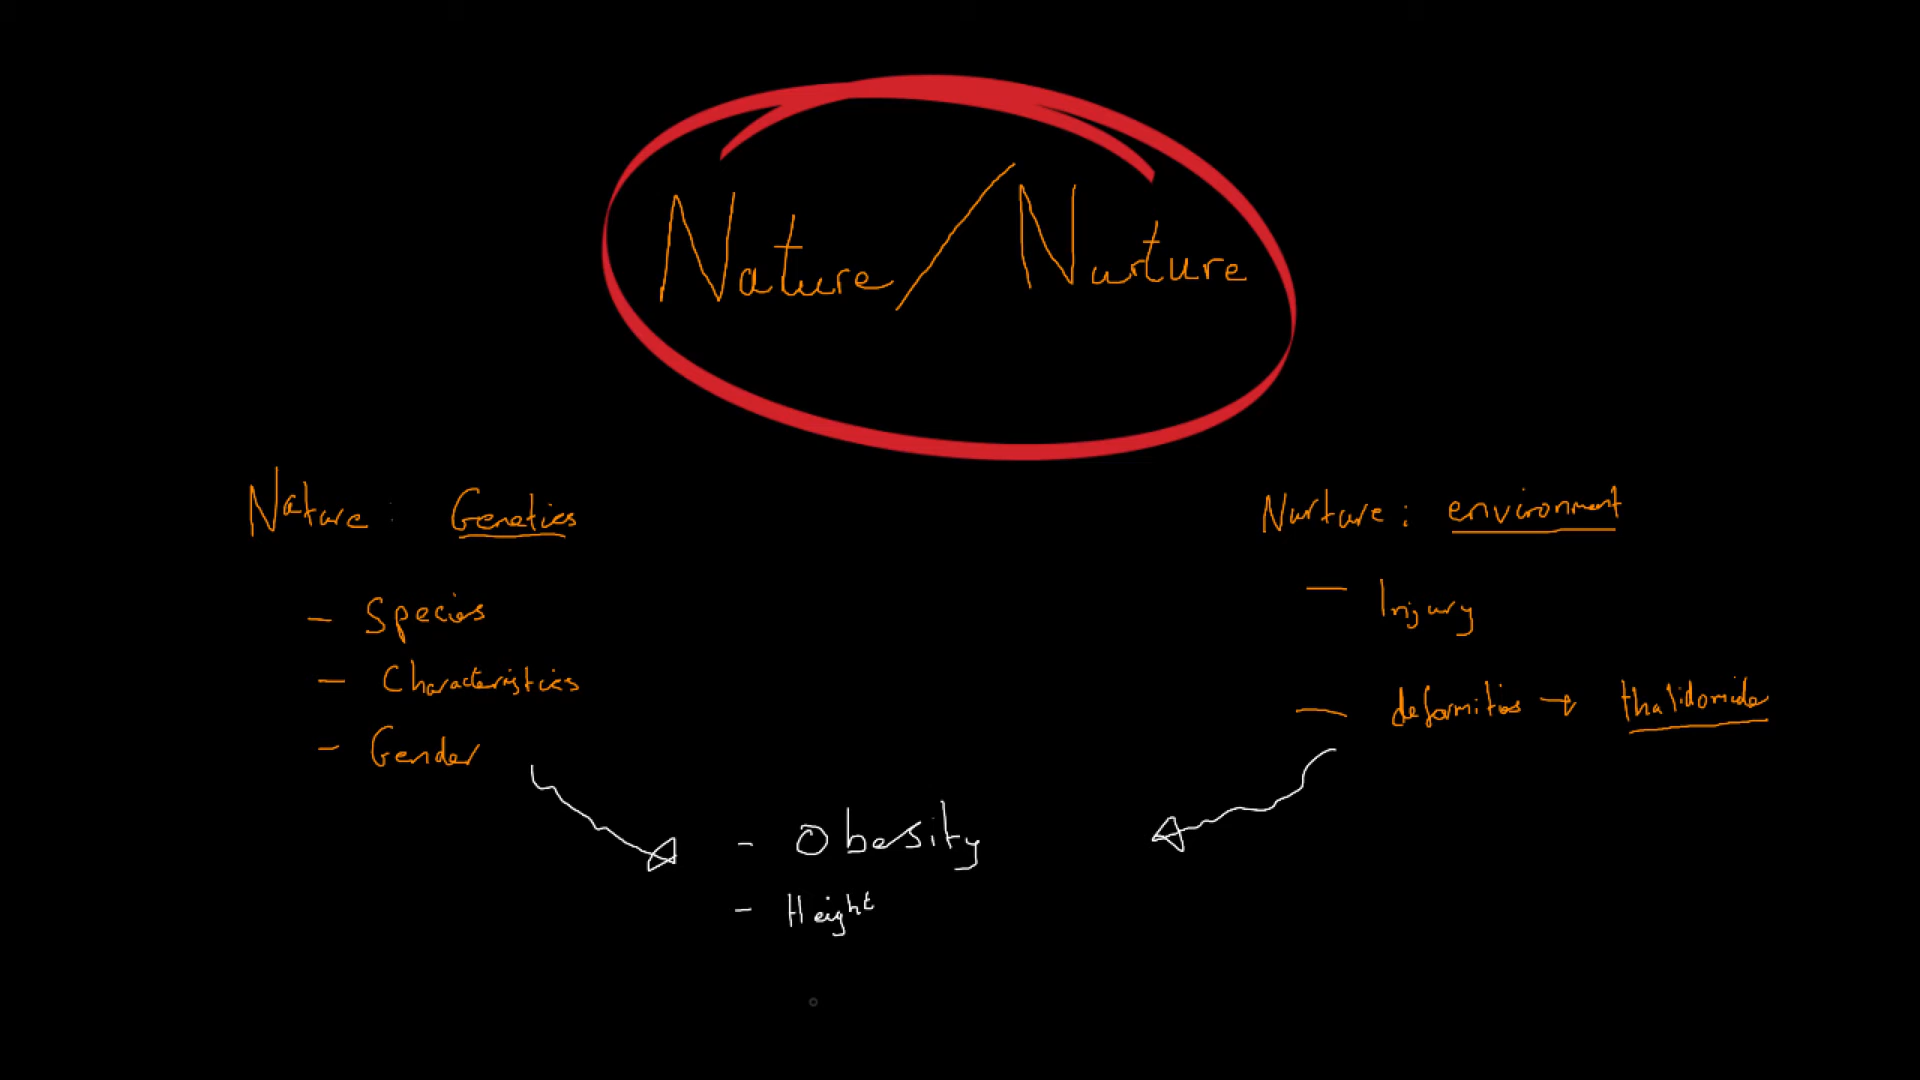 Nature/Nurture
Nature: Genetics
- Species
- Characteristics
- Gender
Nurture: environment
- Injury
- deformities → thalidomide
- Obesity
- Height